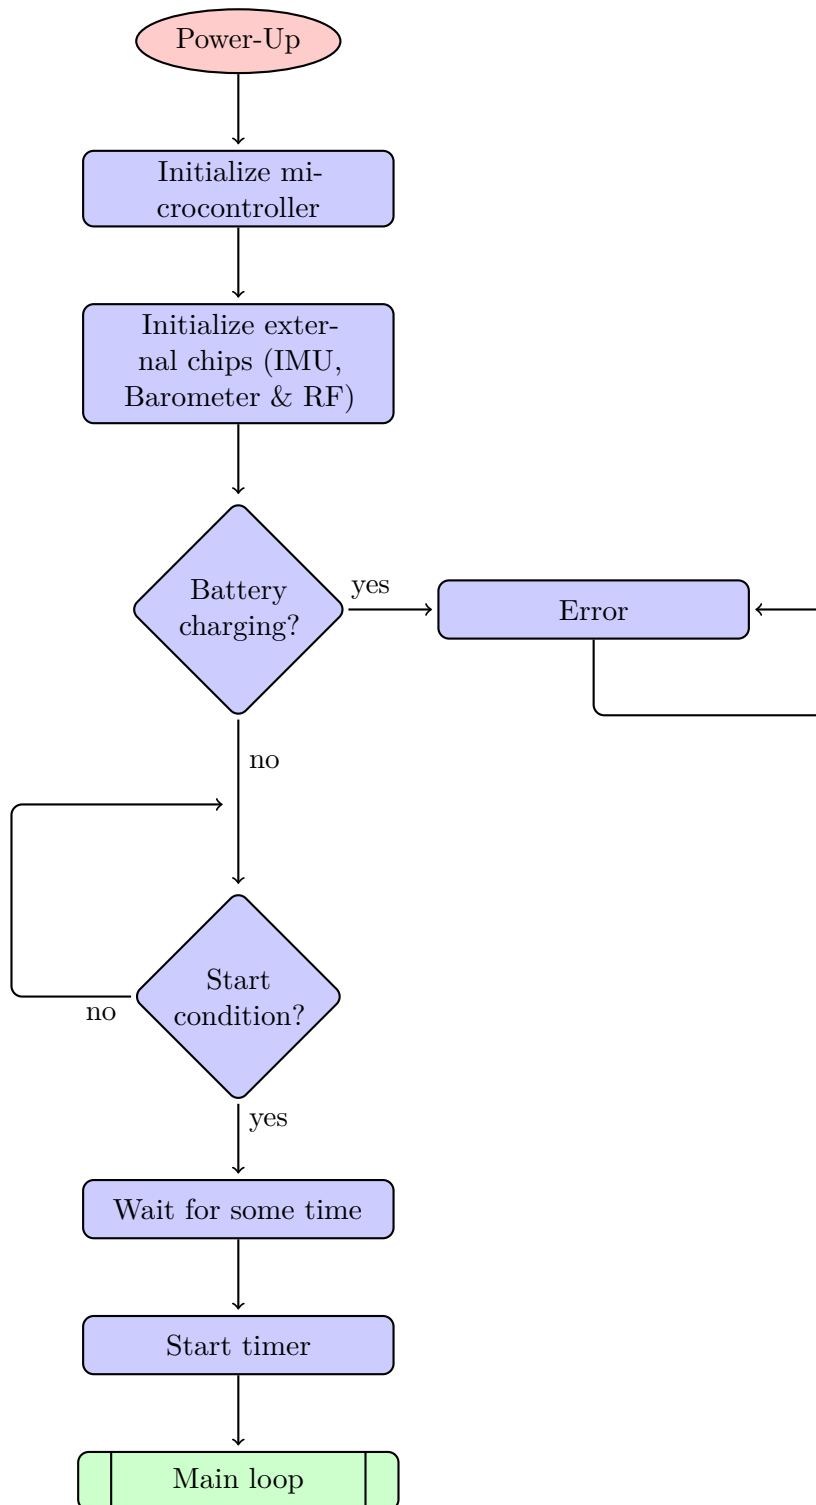 Power-Up
Initialize mi-
crocontroller
Initialize exter-
nal chips (IMU,
Barometer & RF)
Battery
charging?
yes
Error
no
Start
condition?
no
yes
Wait for some time
Start timer
Main loop